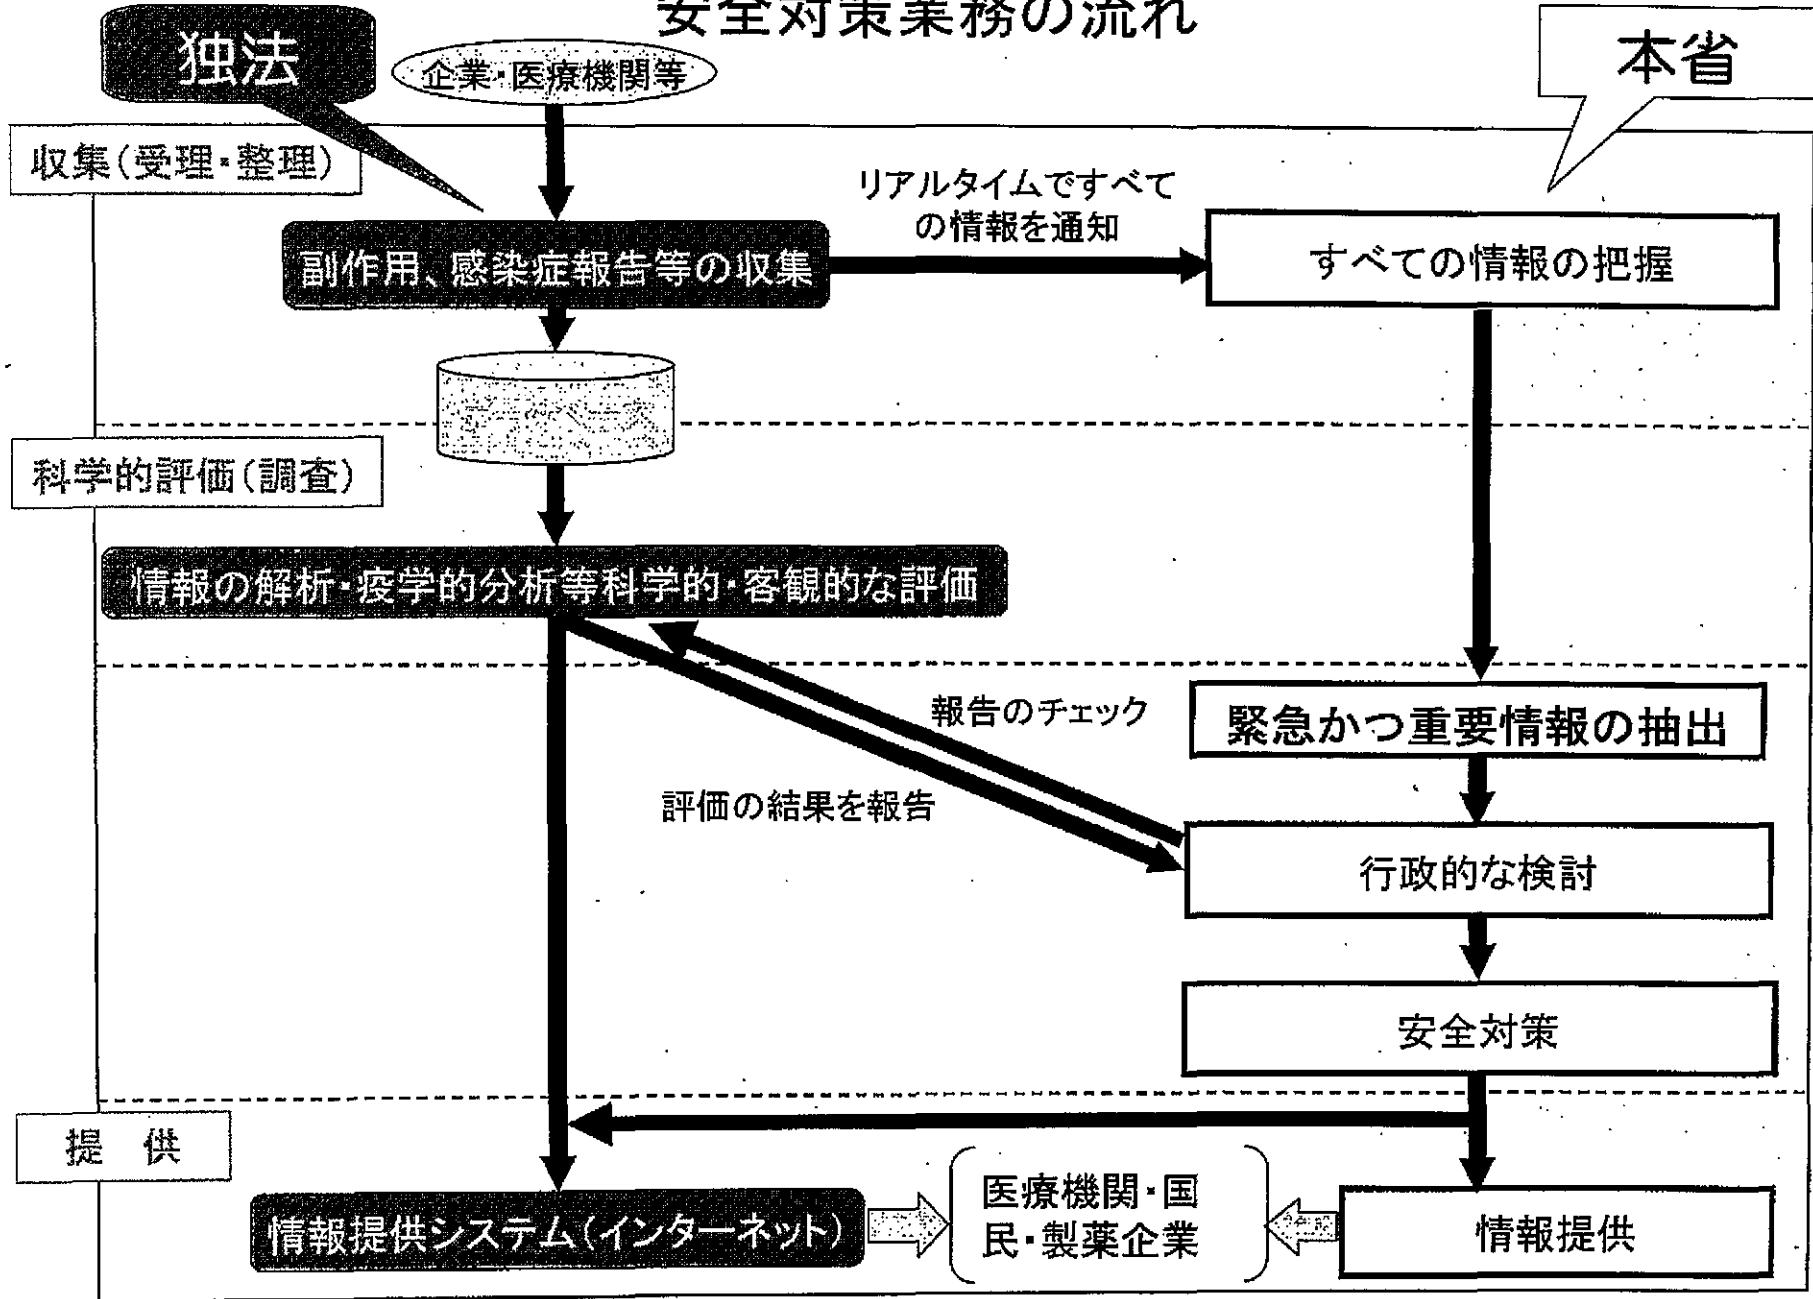 安全対策業務の流れ
独法
企業・医療機関等
本省
収集(受理・整理)
リアルタイムですべて
の情報を通知
副作用、感染症報告等の収集
すべての情報の把握
データベース
科学的評価(調査)
情報の解析・疫学的分析等科学的・客観的な評価
報告のチェック
緊急かつ重要情報の抽出
評価の結果を報告
行政的な検討
安全対策
提 供
情報提供システム(インターネット)
医療機関・国
民・製薬企業
情報提供